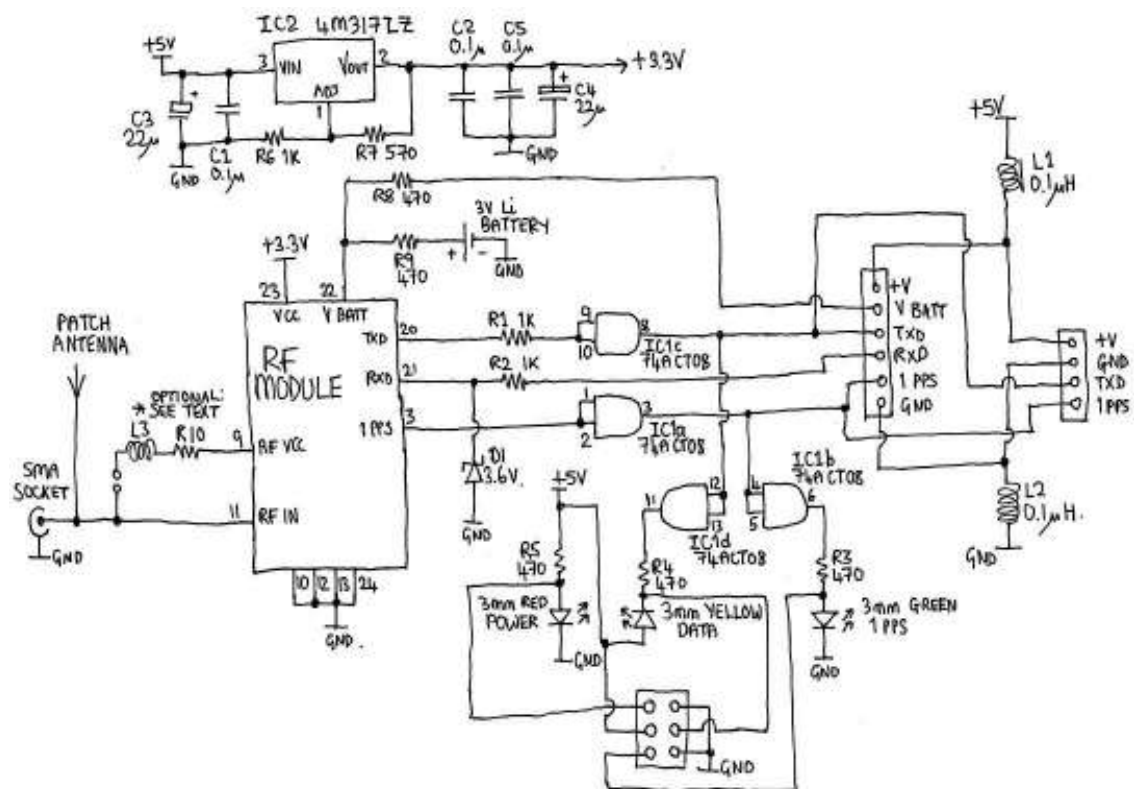 IC2 4M317LZ
+5V
3 VIN
VOUT 2
ADJ
1
C3
22µ
+
C1
0.1µ
GND
R6 1K
R7 570
C2
0.1µ
C5
0.1µ
+
C4
22µ
+3.3V
GND
R8 470
3V Li
BATTERY
R9
470
+ -
GND
+3.3V
23
VCC
22
V BATT
RF
MODULE
TXD
20
RXD
21
1 PPS
3
9
RF VCC
11
RF IN
10 12 13 24
GND
PATCH
ANTENNA
OPTIONAL:
* SEE TEXT
L3
R10
SMA
SOCKET
GND
R1 1K
R2 1K
9
10
8
IC1c
74ACT08
1
2
3
IC1a
74ACT08
D1
3.6V
GND
+5V
R5
470
3mm RED
POWER
GND
11
12
13
IC1d
74ACT08
R4
470
3mm YELLOW
DATA
4
5
6
IC1b
74ACT08
R3
470
3mm GREEN
1 PPS
GND
GND
+5V
L1
0.1µH
+V
V BATT
TXD
RXD
1 PPS
GND
+V
GND
TXD
1 PPS
L2
0.1µH.
GND